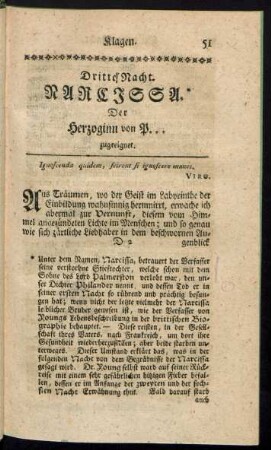 Klagen. 51
Dritte Nacht.
NARCISSA.*
Der
Herzoginn von P...
zugeeignet.
Ignoscenda quidem, scirent si ignoscere manes.
VIRG.
Aus Träumen, wo der Geist im Labyrinthe der
Einbildung wahnsinnig herumirrt, erwache ich
abermal zur Vernunft, diesem vom Him-
mel angezündeten Lichte im Menschen; und so genau
wie sich zärtliche Liebhaber in dem beschwornen Au-
D 2 genblick
* Unter dem Namen, Narcissa, betrauert der Verfasser
seine verstorbne Stieftochter, welche schon mit dem
Sohne des Lord Palmerston verlobt war, den un-
ser Dichter Philander nennt, und dessen Tod er in
seiner ersten Nacht so rührend und prächtig besun-
gen hat; wenn hier nicht vielmehr der Narcissa
leiblicher Bruder gewesen ist, wie der Verfasser von
Youngs Lebensbeschreibung in der brittischen Bio-
graphie behauptet. — Diese reisten, in der Gesell-
schaft ihres Vaters, nach Frankreich, um dort ihre
Gesundheit wiederherzustellen; aber beide starben un-
terweges. Dieser Umstand erklärt das, was in der
folgenden Nacht von dem Begräbnisse der Narcissa
gesagt wird. Dr. Young selbst ward auf seiner Rück-
reise mit einem sehr gefährlichen hitzigen Fieber befal-
len, dessen er im Anfange der zweyten und der sech-
sten Nacht Erwähnung thut. Bald darauf starb
auch